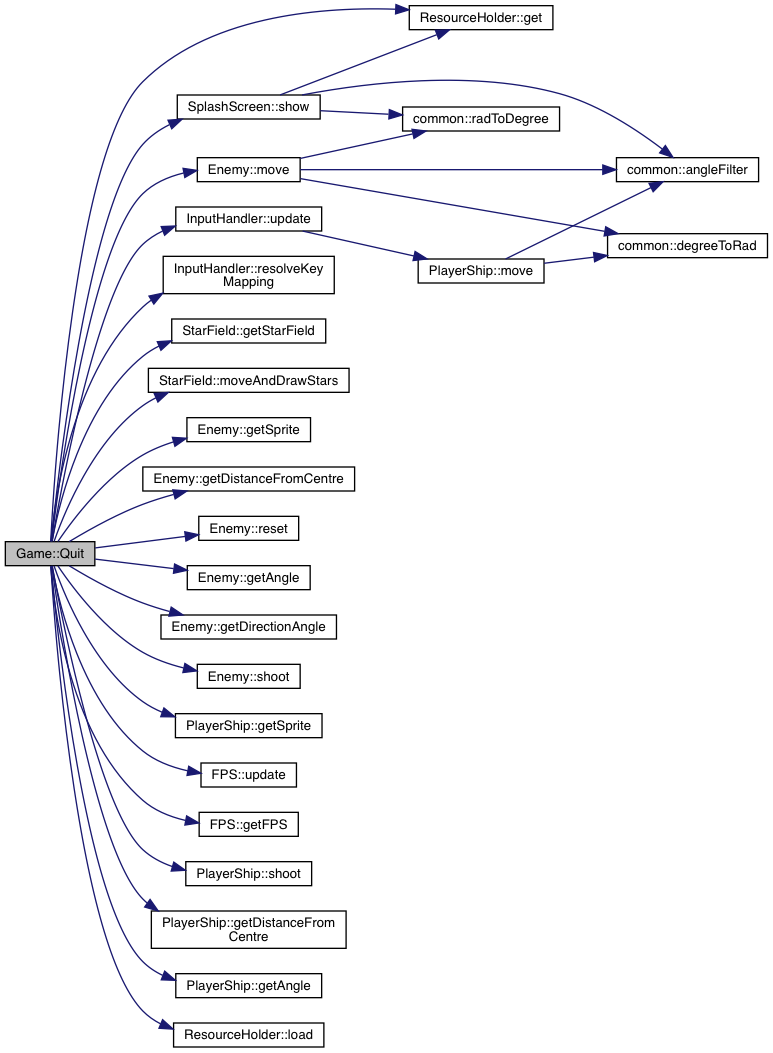 ResourceHolder::get
SplashScreen::show
common::radToDegree
Enemy::move
common::angleFilter
InputHandler::update
common::degreeToRad
PlayerShip::move
InputHandler::resolveKey
Mapping
StarField::getStarField
StarField::moveAndDrawStars
Enemy::getSprite
Enemy::getDistanceFromCentre
Enemy::reset
Game::Quit
Enemy::getAngle
Enemy::getDirectionAngle
Enemy::shoot
PlayerShip::getSprite
FPS::update
FPS::getFPS
PlayerShip::shoot
PlayerShip::getDistanceFrom
Centre
PlayerShip::getAngle
ResourceHolder::load